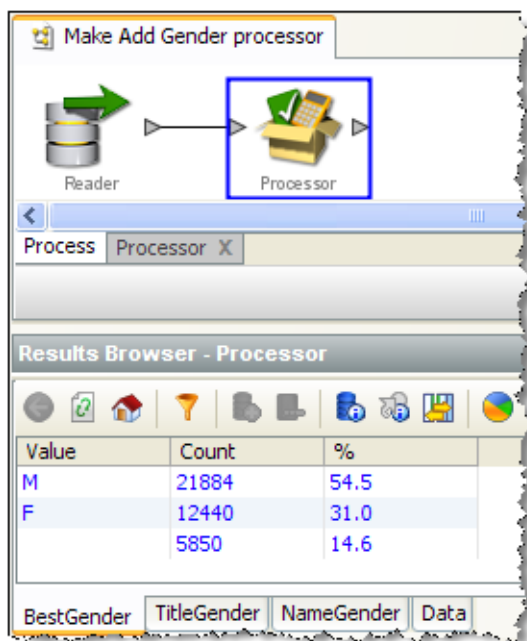 Make Add Gender processor
Reader Processor
Process Processor X
Results Browser - Processor
Value Count %
M 21884 54.5
F 12440 31.0
5850 14.6
BestGender TitleGender NameGender Data